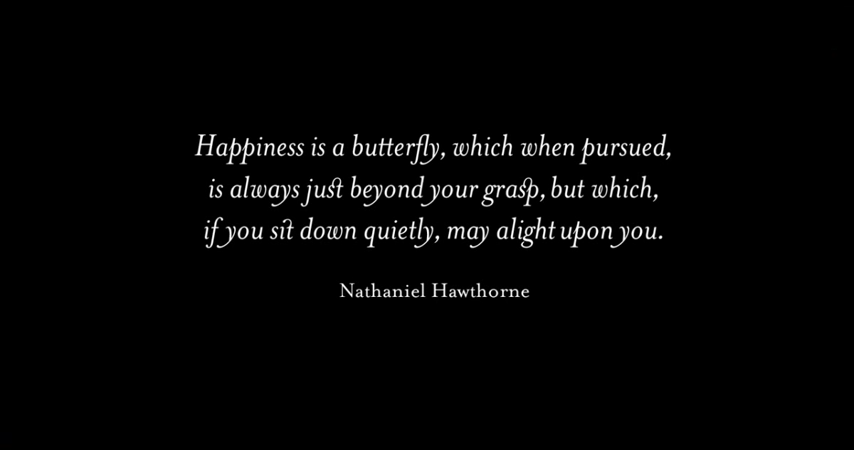 Happiness is a butterfly, which when pursued,
is always just beyond your grasp, but which,
if you sit down quietly, may alight upon you.
Nathaniel Hawthorne